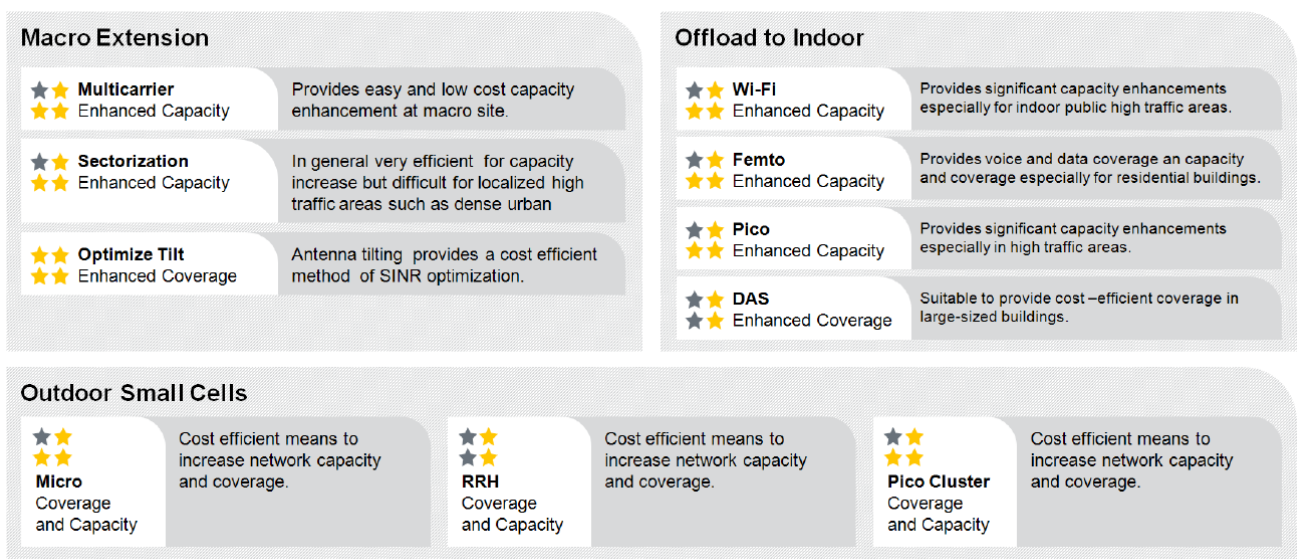 Macro Extension
Multicarrier
Enhanced Capacity
Provides easy and low cost capacity
enhancement at macro site.
Sectorization
Enhanced Capacity
In general very efficient for capacity
increase but difficult for localized high
traffic areas such as dense urban
Optimize Tilt
Enhanced Coverage
Antenna tilting provides a cost efficient
method of SINR optimization.
Offload to Indoor
Wi-Fi
Enhanced Capacity
Provides significant capacity enhancements
especially for indoor public high traffic areas.
Femto
Enhanced Capacity
Provides voice and data coverage an capacity
and coverage especially for residential buildings.
Pico
Enhanced Capacity
Provides significant capacity enhancements
especially in high traffic areas.
DAS
Enhanced Coverage
Suitable to provide cost –efficient coverage in
large-sized buildings.
Outdoor Small Cells
Micro
Coverage
and Capacity
Cost efficient means to
increase network capacity
and coverage.
RRH
Coverage
and Capacity
Cost efficient means to
increase network capacity
and coverage.
Pico Cluster
Coverage
and Capacity
Cost efficient means to
increase network capacity
and coverage.